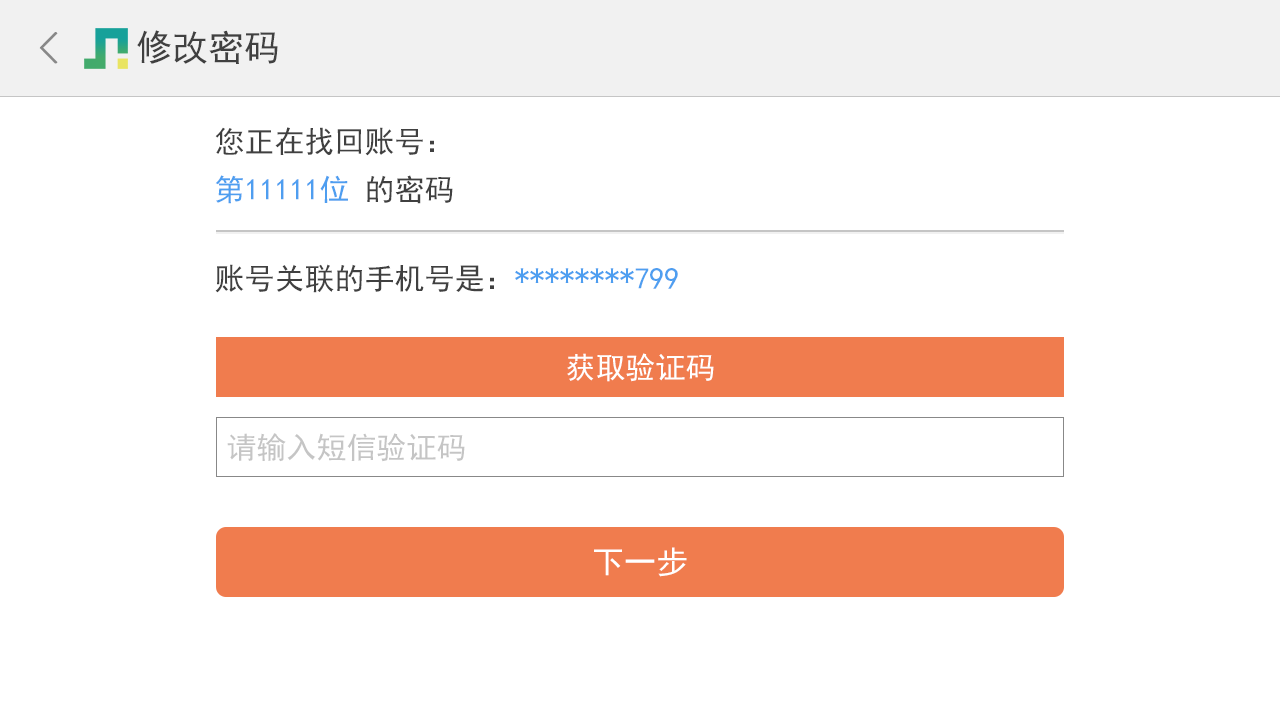 修改密码
您正在找回账号：
第11111位 的密码
账号关联的手机号是：********799
获取验证码
请输入短信验证码
下一步